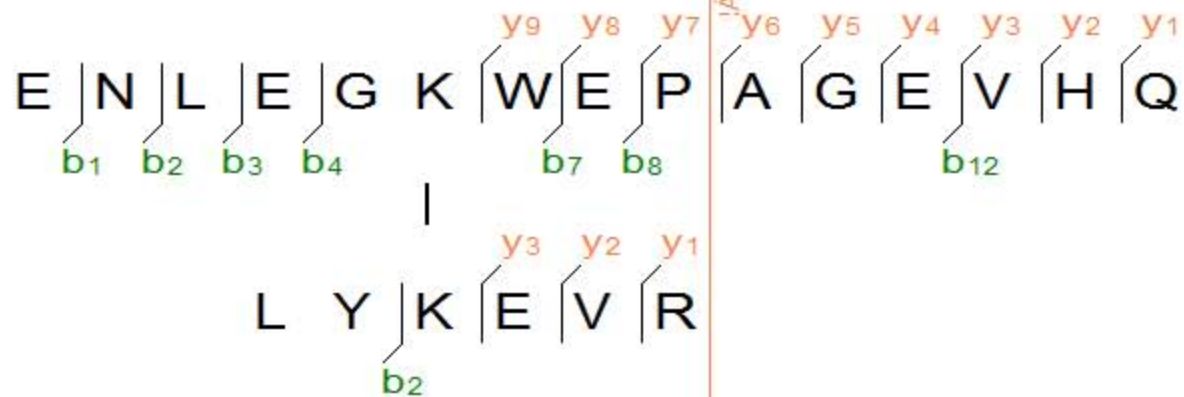 y9 y8 y7 y6 y5 y4 y3 y2 y1
E N L E G K W E P A G E V H Q
b1 b2 b3 b4 b7 b8 b12
y3 y2 y1
L Y K E V R
b2